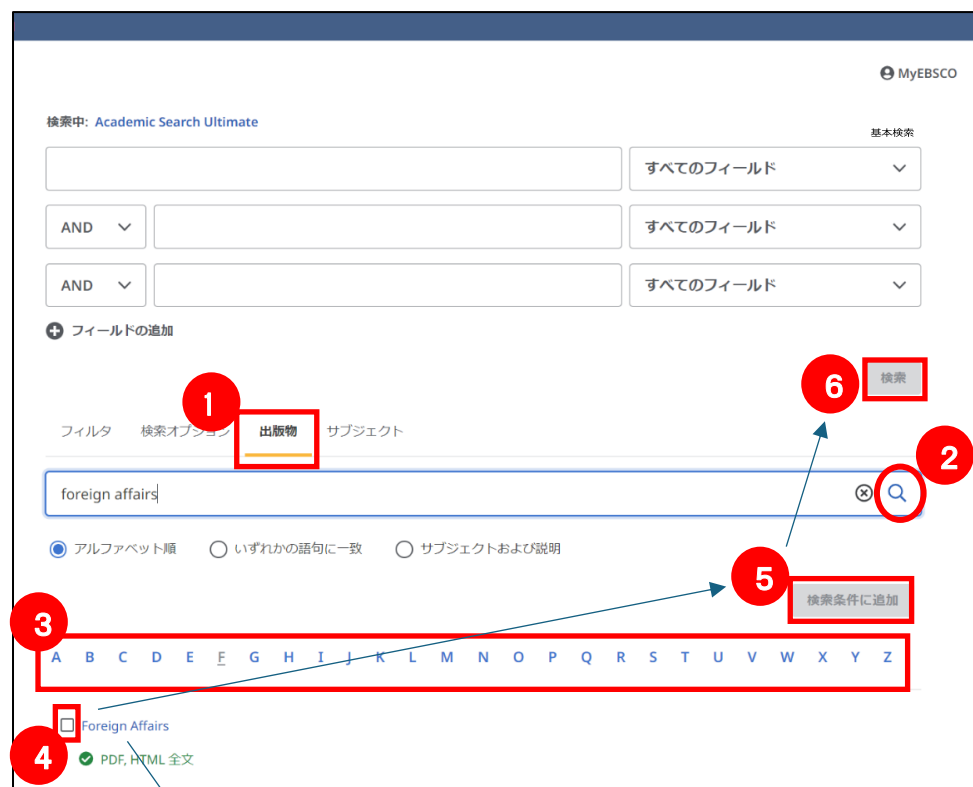 MyEBSCO
検索中: Academic Search Ultimate
基本検索
すべてのフィールド
AND すべてのフィールド
AND すべてのフィールド
フィールドの追加
6 検索
1
フィルタ 検索オプション 出版物 サブジェクト
2
foreign affairs
アルファベット順 いずれかの語句に一致 サブジェクトおよび説明
5 検索条件に追加
3
A B C D E F G H I J K L M N O P Q R S T U V W X Y Z
Foreign Affairs
4 PDF, HTML 全文